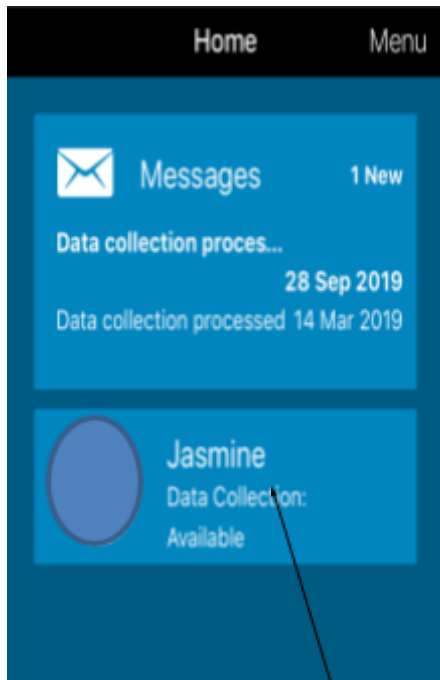 Home Menu
Messages 1 New
Data collection proces...
28 Sep 2019
Data collection processed 14 Mar 2019
Jasmine
Data Collection:
Available